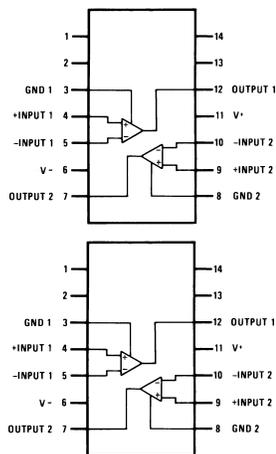 1 14
2 13
GND 1 3 12 OUTPUT 1
+INPUT 1 4 11 V+
−INPUT 1 5 10 −INPUT 2
V− 6 9 +INPUT 2
OUTPUT 2 7 8 GND 2
1 14
2 13
GND 1 3 12 OUTPUT 1
+INPUT 1 4 11 V+
−INPUT 1 5 10 −INPUT 2
V− 6 9 +INPUT 2
OUTPUT 2 7 8 GND 2